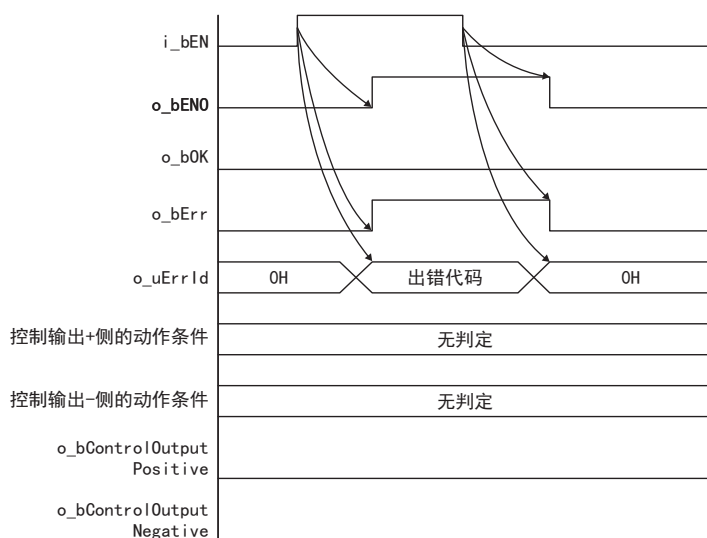 i_bEN
o_bENO
o_bOK
o_bErr
o_uErrId
0H
出错代码
0H
控制输出+侧的动作条件
无判定
控制输出-侧的动作条件
无判定
o_bControlOutput
Positive
o_bControlOutput
Negative